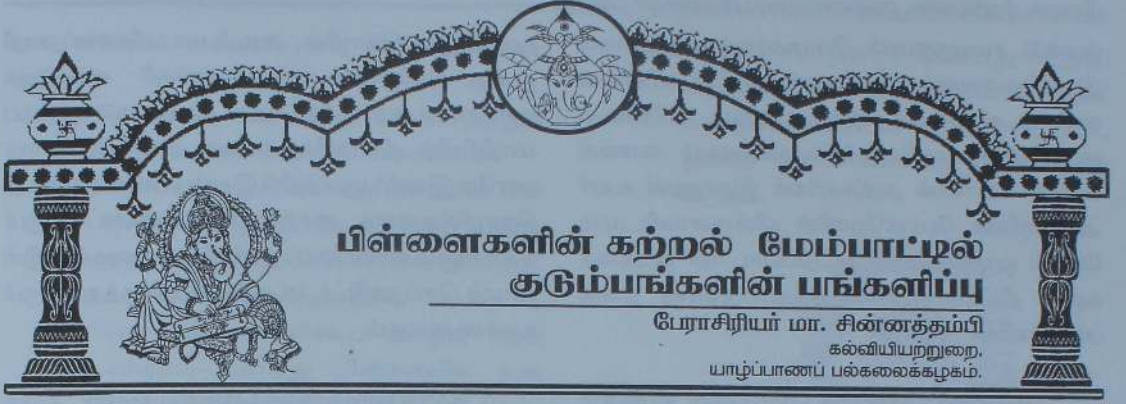 பிள்ளைகளின் கற்றல் மேம்பாட்டில்
குடும்பங்களின் பங்களிப்பு
பேராசிரியர் மா. சின்னத்தம்பி
கல்வியியற்றுறை,
யாழ்ப்பாணப் பல்கலைக்கழகம்.